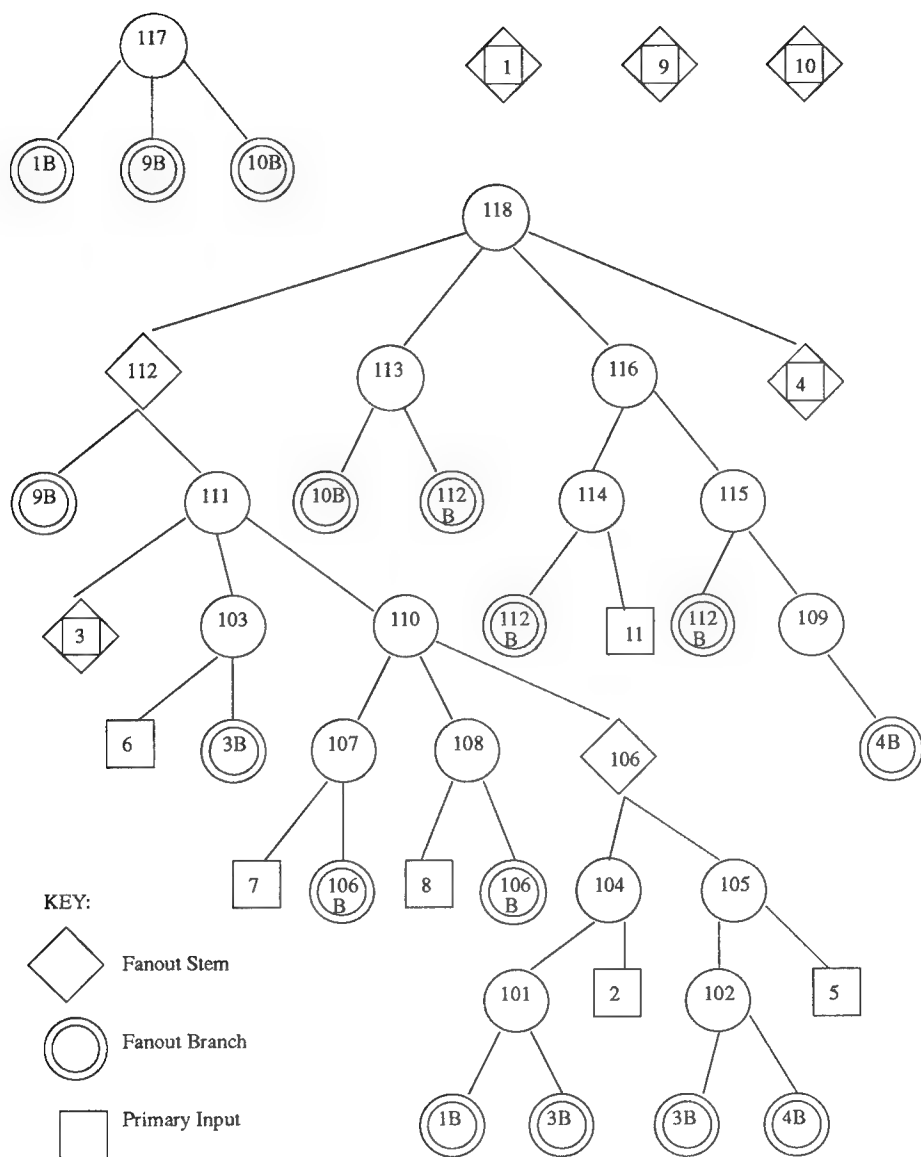 117
1
9
10
1B
9B
10B
118
112
113
116
4
9B
111
10B
112
B
114
115
3
103
110
112
B
11
112
B
109
6
3B
107
108
106
4B
7
106
B
8
106
B
104
105
KEY:
Fanout Stem
101
2
102
5
Fanout Branch
Primary Input
1B
3B
3B
4B